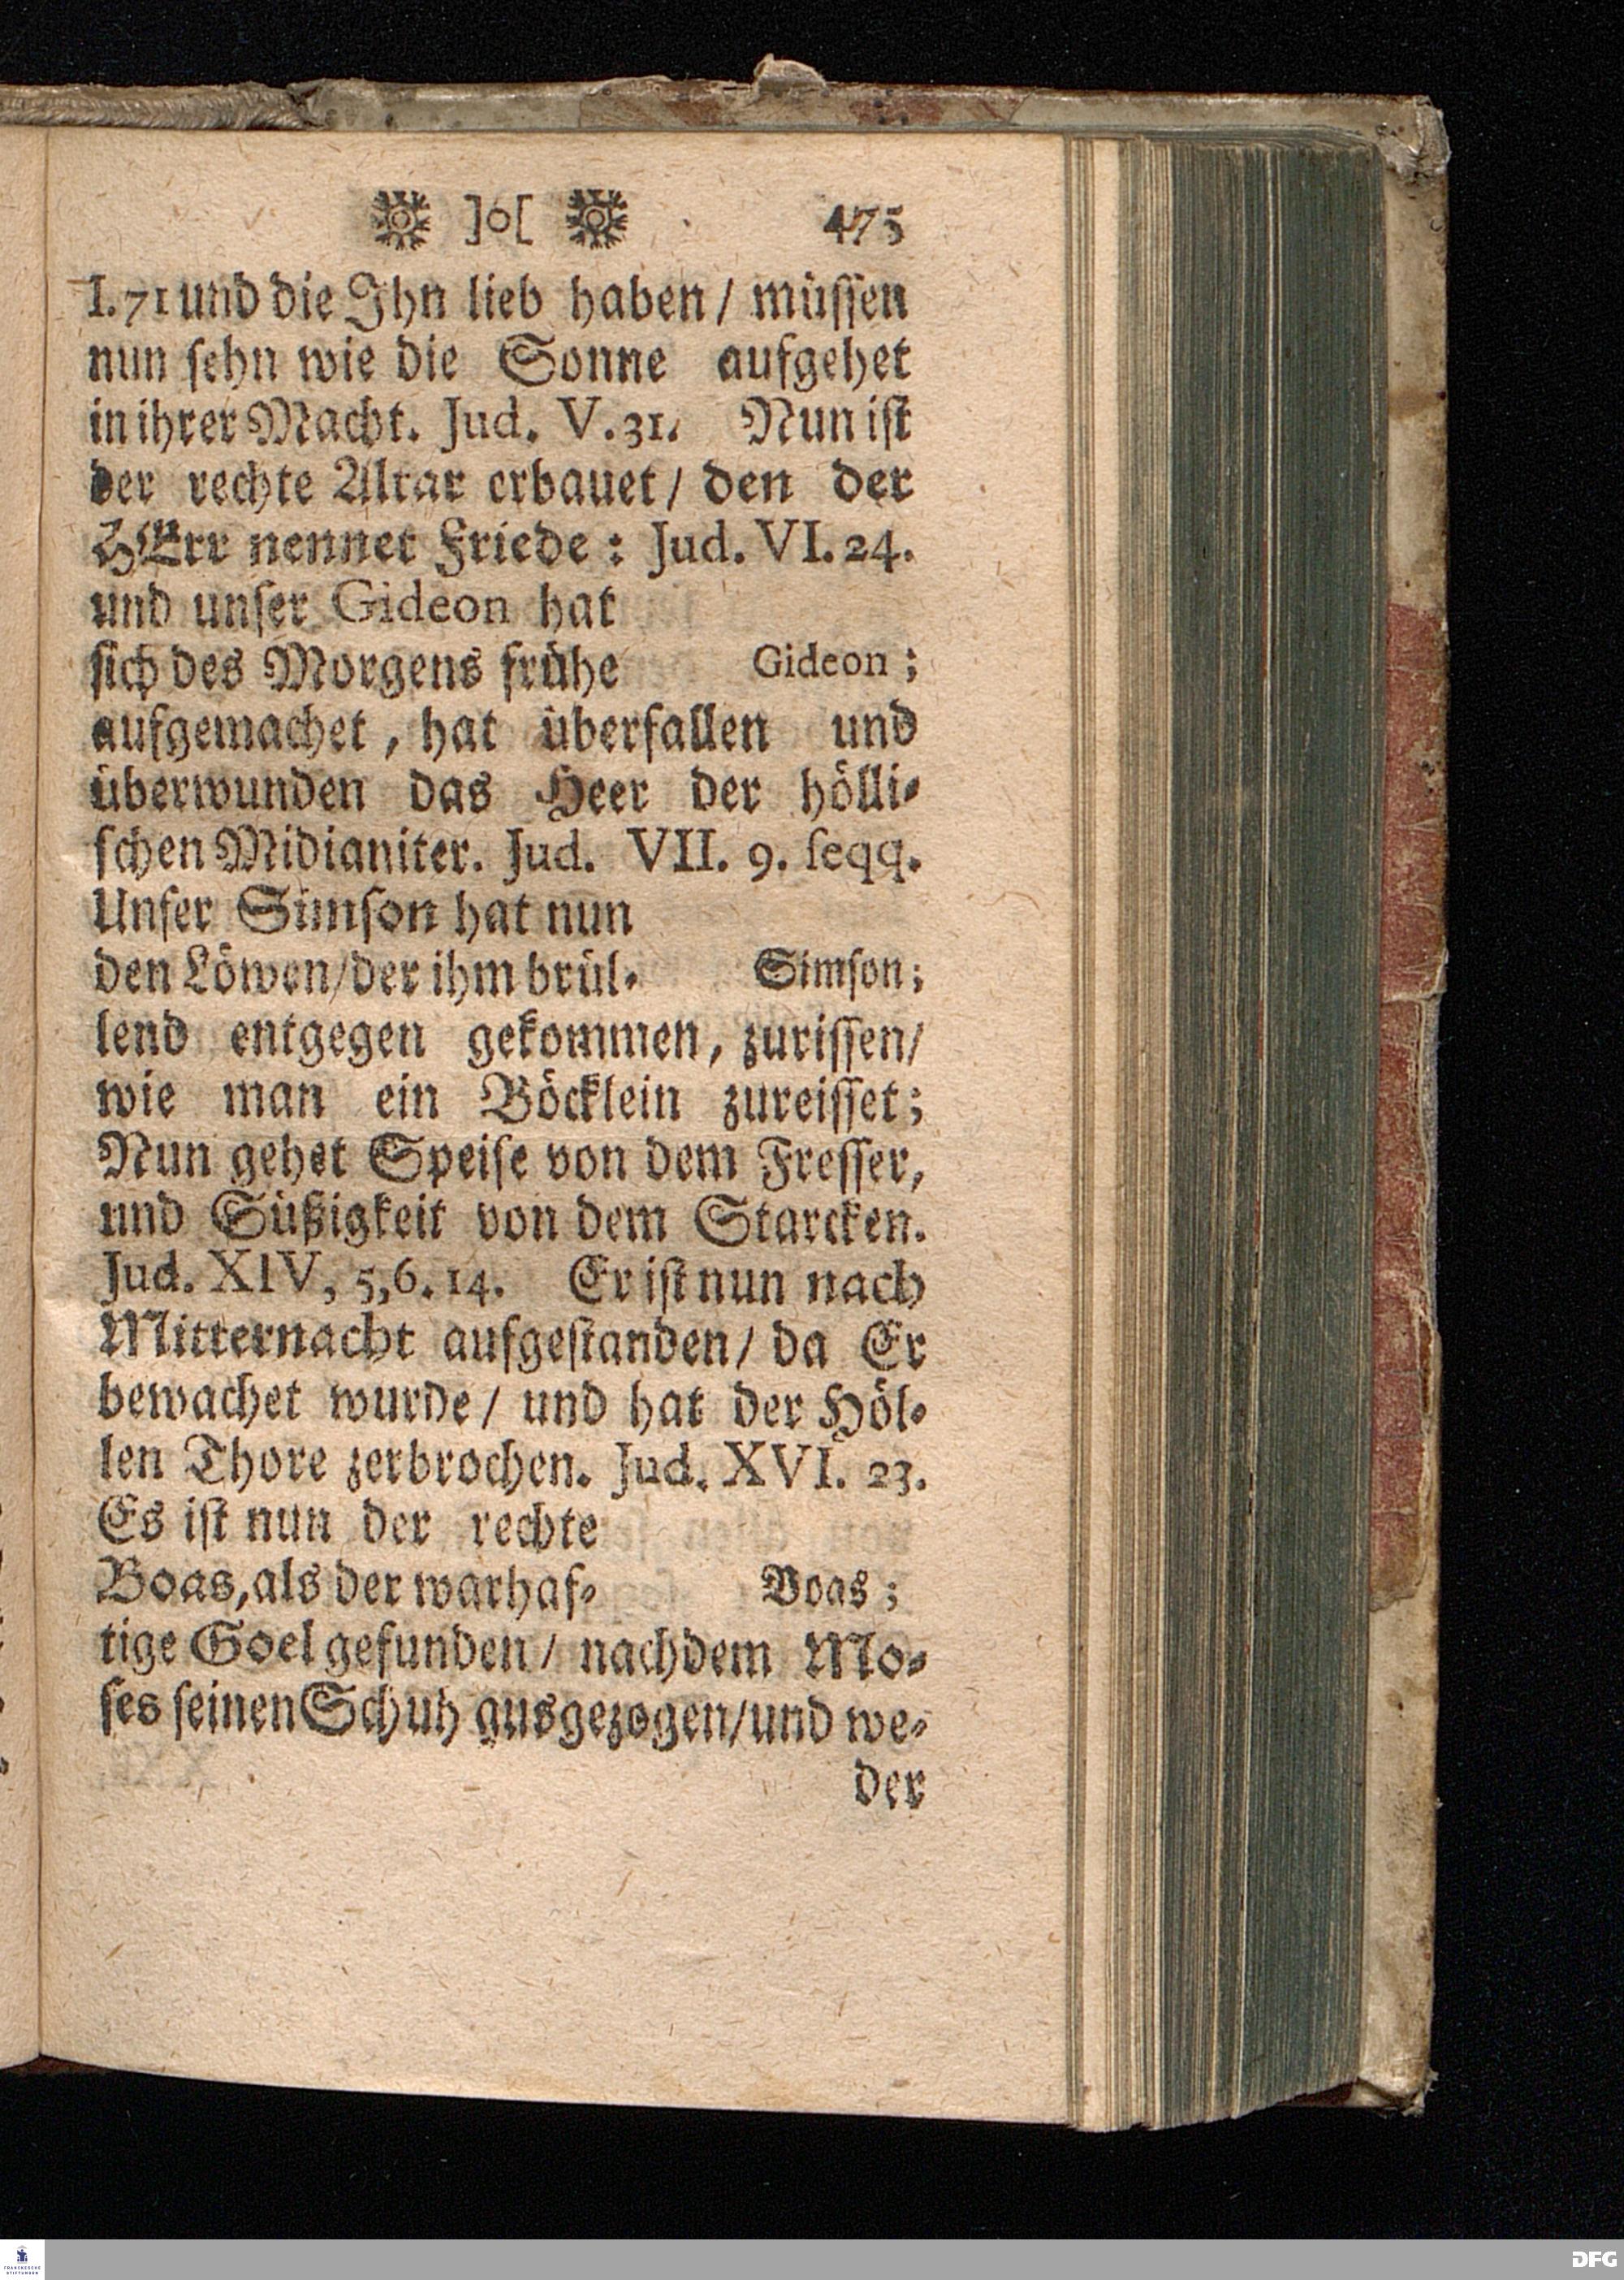 ]o[ 475
I. 71 und die Ihn lieb haben / müssen
nun sehn wie die Sonne aufgehet
in ihrer Macht. Jud. V. 31. Nun ist
der rechte Altar erbauet / den der
HErr nennet Friede : Jud. VI. 24.
und unser Gideon hat
sich des Morgens frühe Gideon ;
aufgemachet, hat überfallen und
überwunden das Heer der hölli-
schen Midianiter. Jud. VII. 9. seqq.
Unser Simson hat nun
den Löwen / der ihm brül- Simson ;
lend entgegen gekommen, zurissen /
wie man ein Böcklein zureisset ;
Nun gehet Speise von dem Fresser,
und Süßigkeit von dem Starcken.
Jud. XIV, 5,6. 14. Er ist nun nach
Mitternacht aufgestanden / da Er
bewachet wurde / und hat der Höl-
len Thore zerbrochen. Jud. XVI. 23.
Es ist nun der rechte
Boas, als der warhaf- Boas ;
tige Goel gefunden / nachdem Mo-
ses seinen Schuh ausgezogen / und we-
der
FRANCKESCHE
STIFTUNGEN
DFG